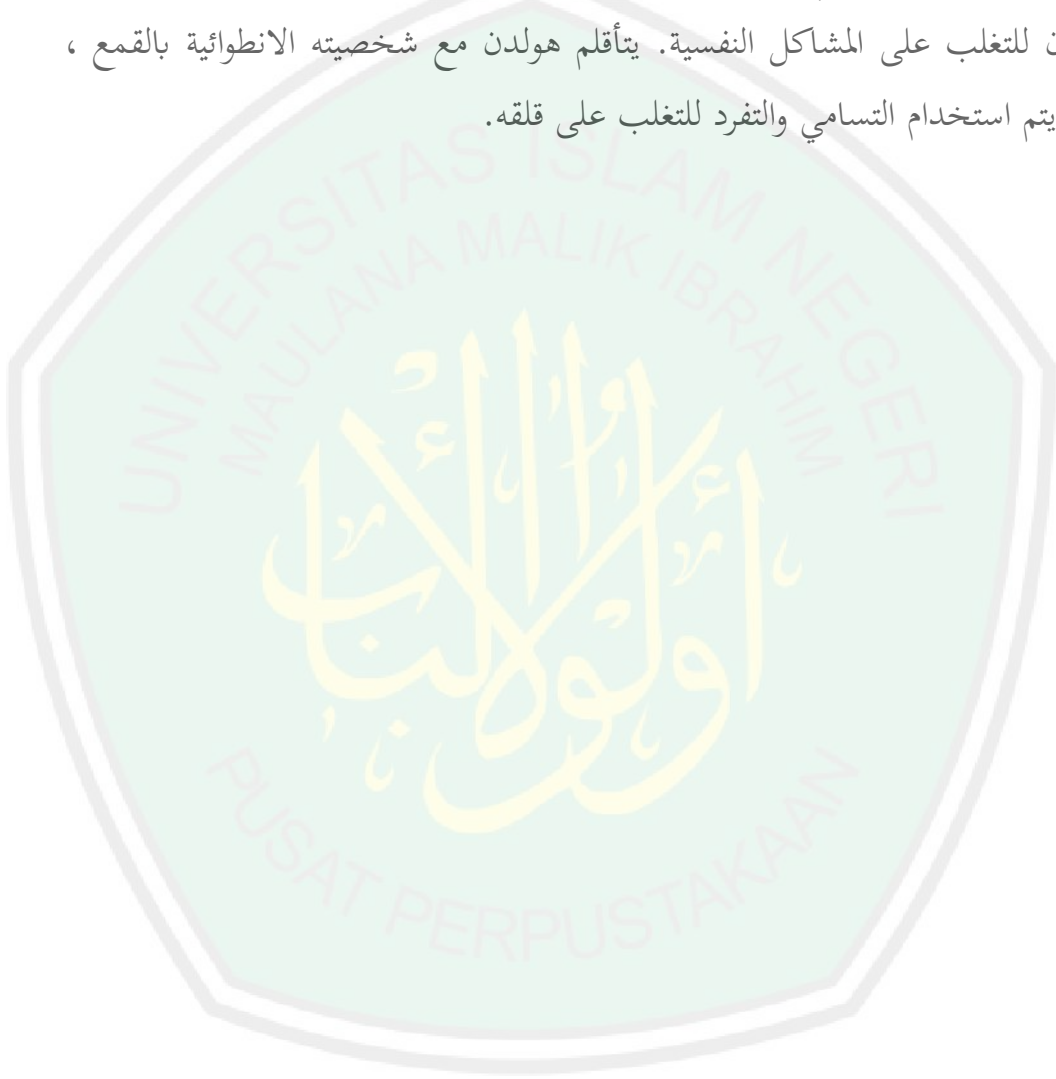 للتغلب على المشاكل النفسية. يتأقلم هولدن مع شخصيته الانطوائية بالقمع ،
يتم استخدام التسامي والتفرد للتغلب على قلقه.
UNIVERSITAS ISLAM NEGERI
MAULANA MALIK IBRAHIM
أولوا الألباب
PUSAT PERPUSTAKAAN